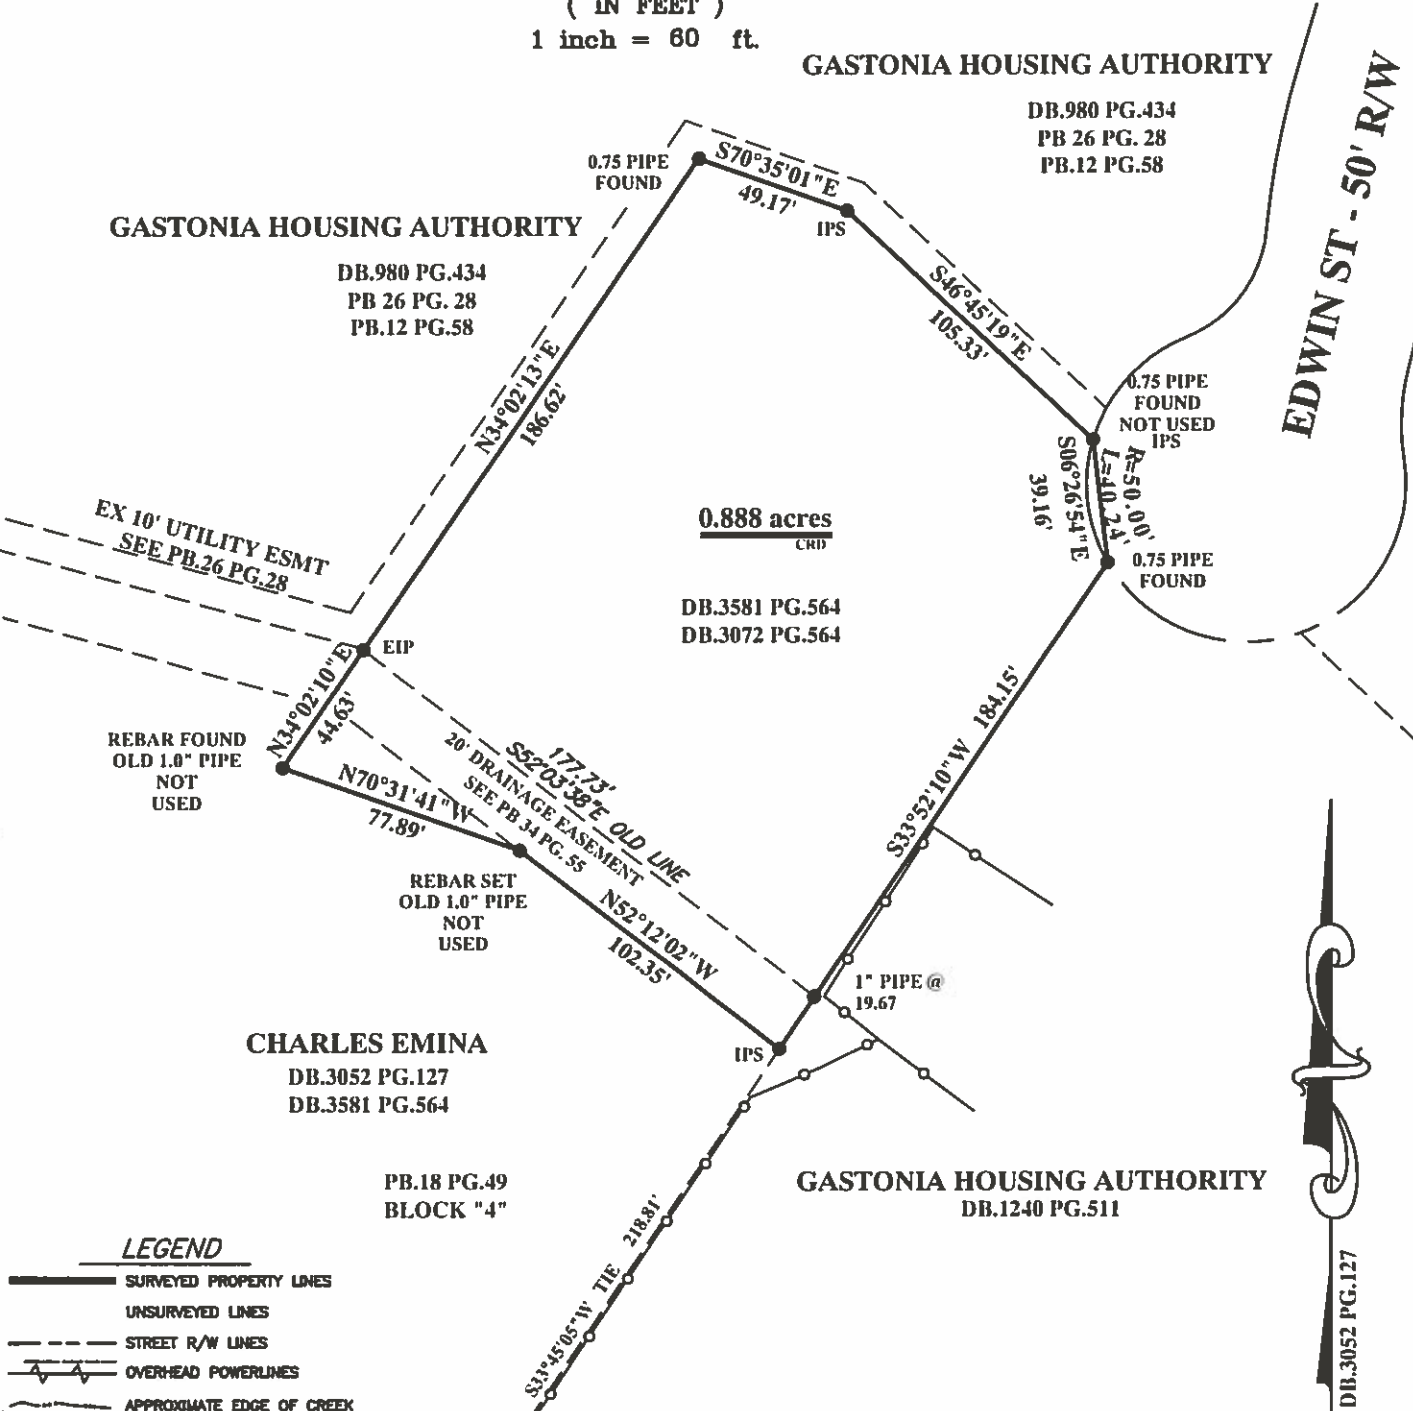 ( IN FEET )
1 inch = 60 ft.
GASTONIA HOUSING AUTHORITY
DB.980 PG.434
PB 26 PG. 28
PB.12 PG.58
EDWIN ST - 50' R/W
0.75 PIPE
FOUND
S70°35'01"E
49.17'
IPS
GASTONIA HOUSING AUTHORITY
DB.980 PG.434
PB 26 PG. 28
PB.12 PG.58
S46°45'19"E
105.33'
N34°02'13"E
186.62'
0.75 PIPE
FOUND
NOT USED
IPS
R=50.00'
L=40.24'
S06°26'54"E
39.16'
0.75 PIPE
FOUND
EX 10' UTILITY ESMT
SEE PB.26 PG.28
0.888 acres
CRD
DB.3581 PG.564
DB.3072 PG.564
EIP
N34°02'10"E
44.63'
REBAR FOUND
OLD 1.0" PIPE
NOT
USED
N70°31'41"W
77.89'
177.73'
S52°03'38"E OLD LINE
20' DRAINAGE EASEMENT
SEE PB 34 PG. 55
S33°52'10"W 184.15'
REBAR SET
OLD 1.0" PIPE
NOT
USED
N52°12'02"W
102.35'
1" PIPE @
19.67
IPS
CHARLES EMINA
DB.3052 PG.127
DB.3581 PG.564
PB.18 PG.49
BLOCK "4"
GASTONIA HOUSING AUTHORITY
DB.1240 PG.511
S33°45'05"W TIE 218.81'
DB.3052 PG.127
LEGEND
SURVEYED PROPERTY LINES
UNSURVEYED LINES
STREET R/W LINES
OVERHEAD POWERLINES
APPROXIMATE EDGE OF CREEK